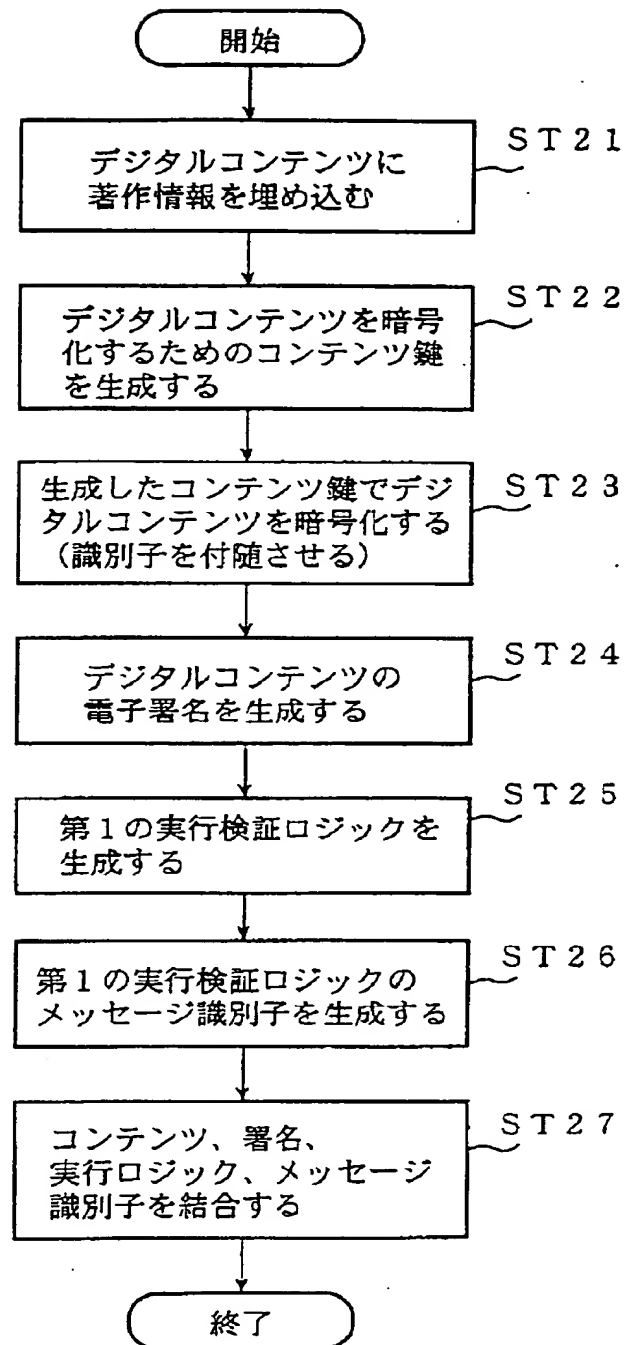 開始
ST21
デジタルコンテンツに
著作情報を埋め込む
ST22
デジタルコンテンツを暗号
化するためのコンテンツ鍵
を生成する
ST23
生成したコンテンツ鍵でデジ
タルコンテンツを暗号化する
(識別子を付随させる)
ST24
デジタルコンテンツの
電子署名を生成する
ST25
第1の実行検証ロジックを
生成する
ST26
第1の実行検証ロジックの
メッセージ識別子を生成する
ST27
コンテンツ、署名、
実行ロジック、メッセージ
識別子を結合する
終了